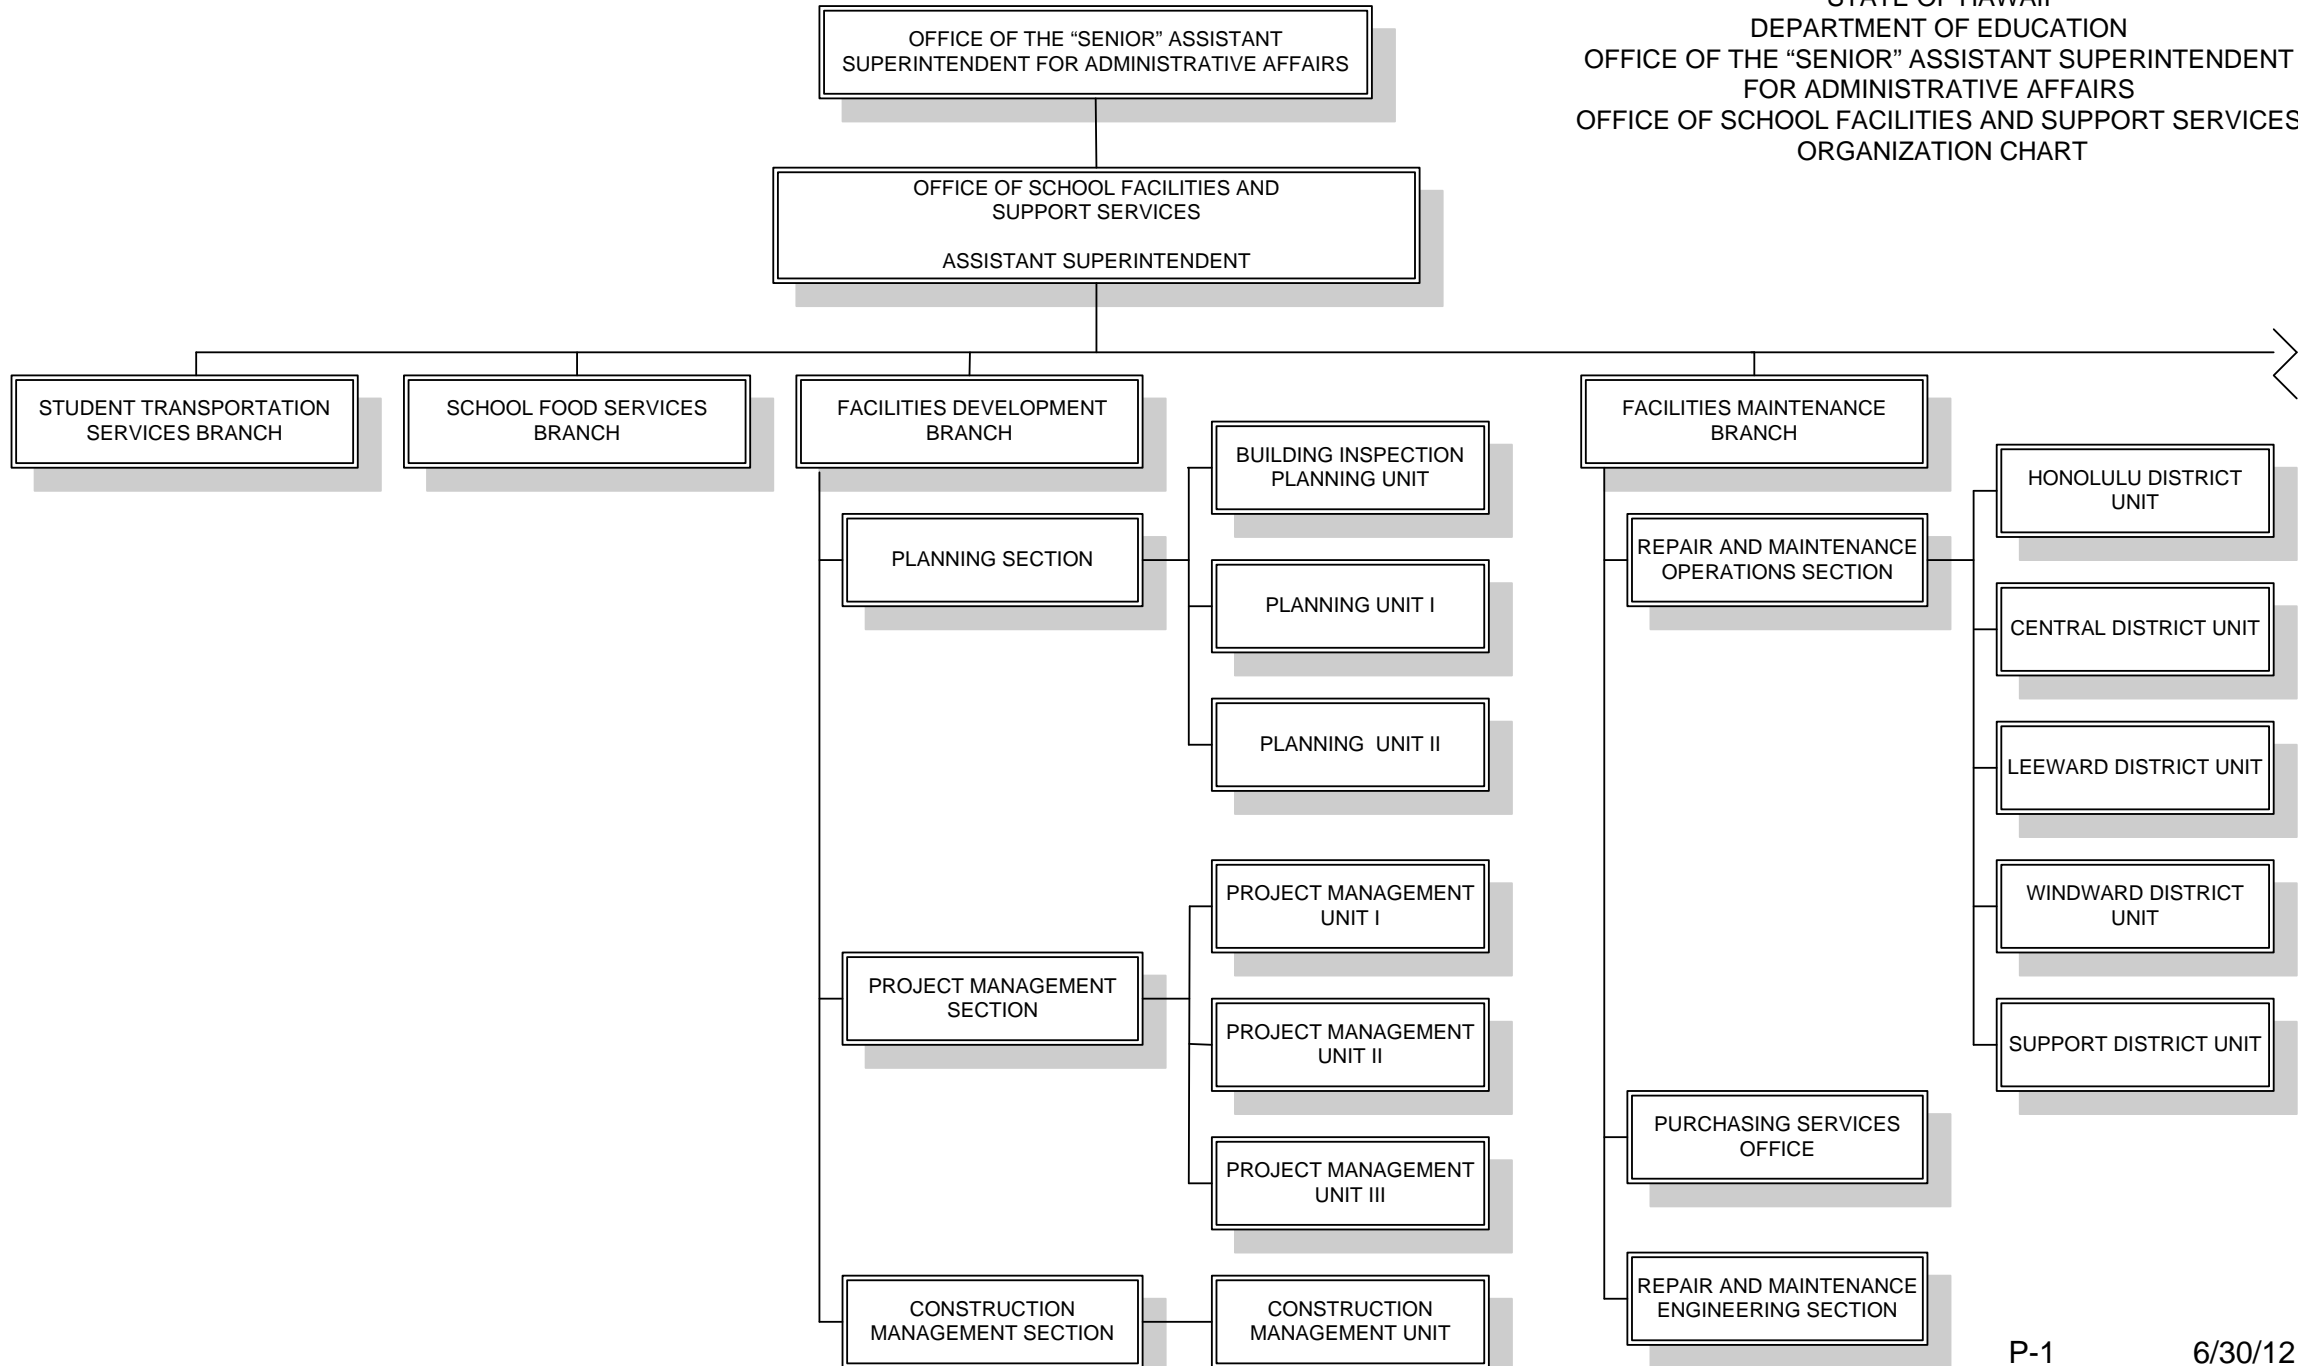 STATE OF HAWAII
DEPARTMENT OF EDUCATION
OFFICE OF THE “SENIOR” ASSISTANT SUPERINTENDENT
FOR ADMINISTRATIVE AFFAIRS
OFFICE OF SCHOOL FACILITIES AND SUPPORT SERVICES
ORGANIZATION CHART
OFFICE OF THE “SENIOR” ASSISTANT
SUPERINTENDENT FOR ADMINISTRATIVE AFFAIRS
OFFICE OF SCHOOL FACILITIES AND
SUPPORT SERVICES
ASSISTANT SUPERINTENDENT
STUDENT TRANSPORTATION
SERVICES BRANCH
SCHOOL FOOD SERVICES
BRANCH
FACILITIES DEVELOPMENT
BRANCH
PLANNING SECTION
BUILDING INSPECTION
PLANNING UNIT
PLANNING UNIT I
PLANNING UNIT II
PROJECT MANAGEMENT
SECTION
PROJECT MANAGEMENT
UNIT I
PROJECT MANAGEMENT
UNIT II
PROJECT MANAGEMENT
UNIT III
CONSTRUCTION
MANAGEMENT SECTION
CONSTRUCTION
MANAGEMENT UNIT
FACILITIES MAINTENANCE
BRANCH
REPAIR AND MAINTENANCE
OPERATIONS SECTION
HONOLULU DISTRICT
UNIT
CENTRAL DISTRICT UNIT
LEEWARD DISTRICT UNIT
WINDWARD DISTRICT
UNIT
SUPPORT DISTRICT UNIT
PURCHASING SERVICES
OFFICE
REPAIR AND MAINTENANCE
ENGINEERING SECTION
P-1 6/30/12